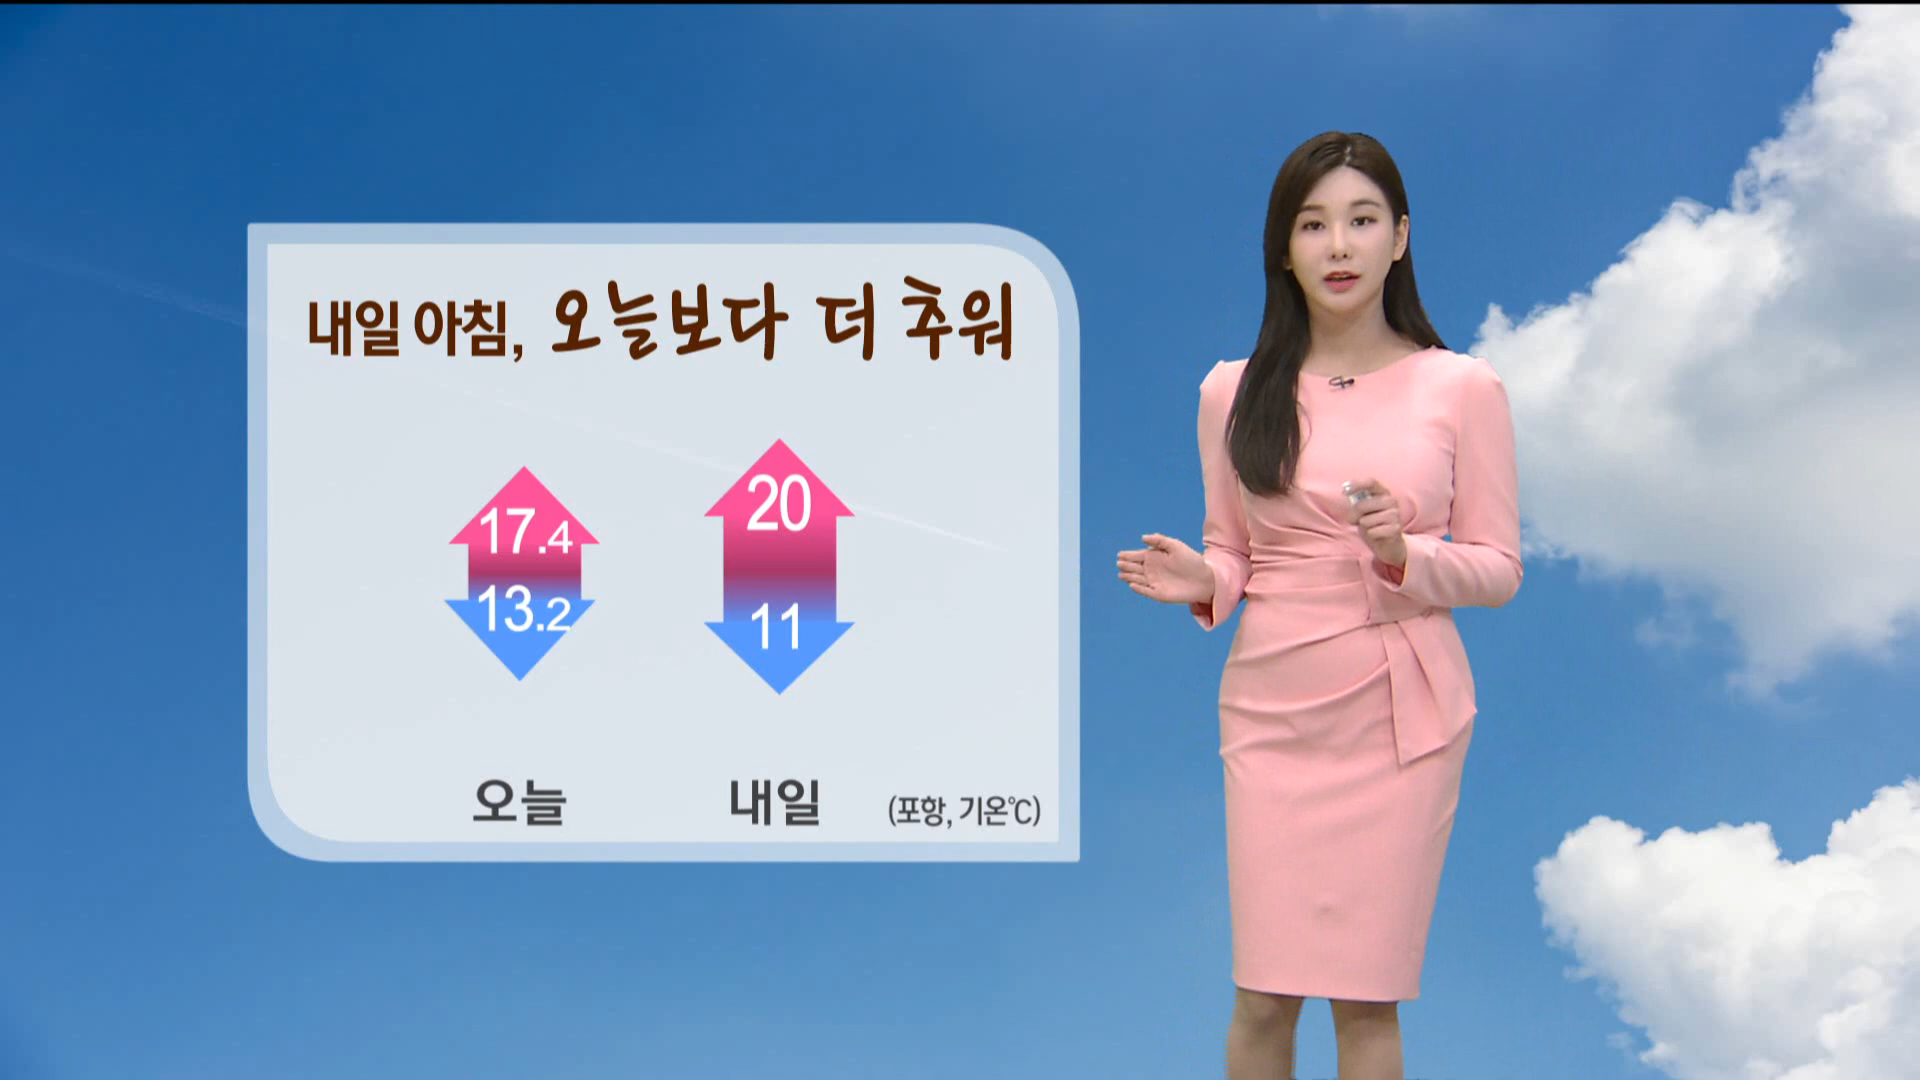 내일 아침, 오늘보다 더 추워
17.4 20
13.2 11
오늘 내일 (포항, 기온℃)